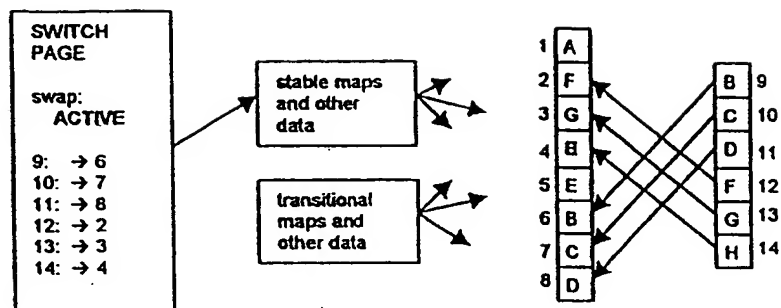 SWITCH
PAGE
swap:
ACTIVE
9: → 6
10: → 7
11: → 8
12: → 2
13: → 3
14: → 4
stable maps
and other
data
transitional
maps and
other data
1 A
2 F
3 G
4 H
5 E
6 B
7 C
8 D
B 9
C 10
D 11
F 12
G 13
H 14